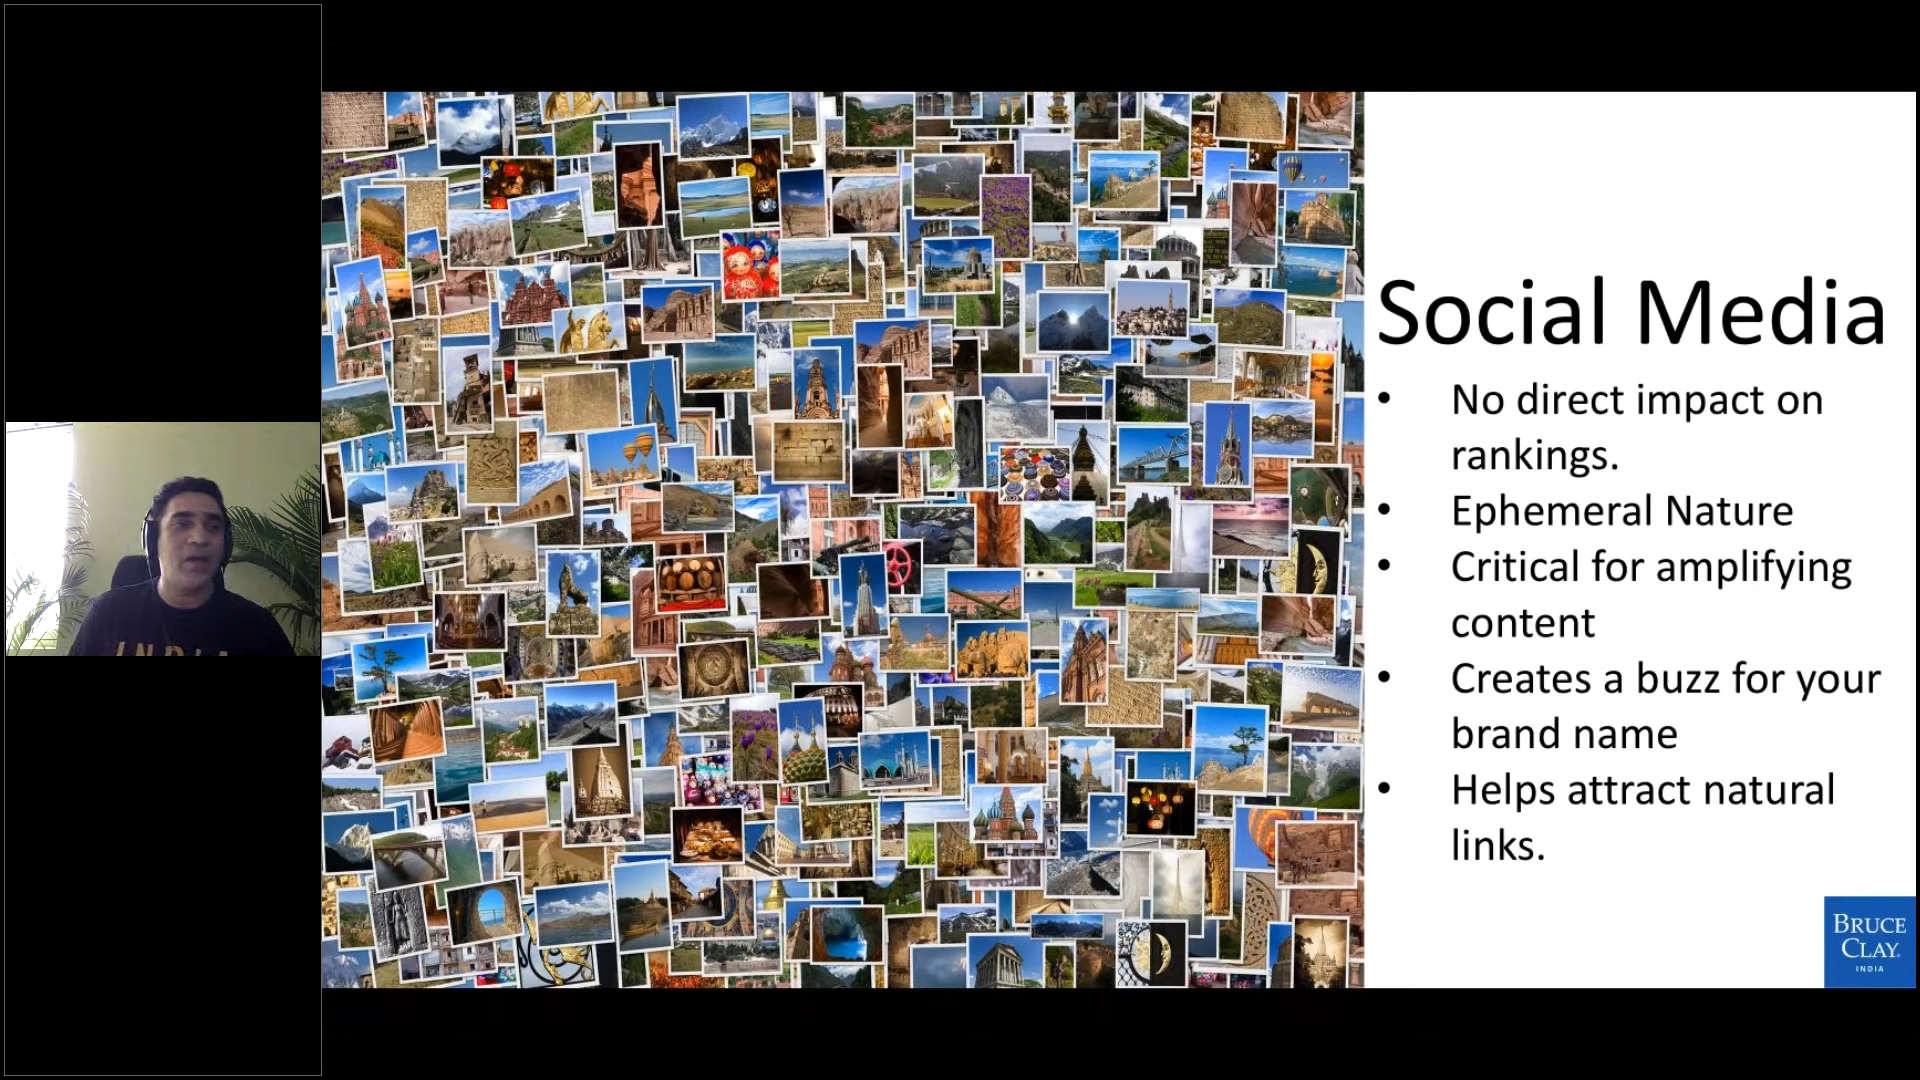 Social Media
• No direct impact on
rankings.
• Ephemeral Nature
• Critical for amplifying
content
• Creates a buzz for your
brand name
• Helps attract natural
links.
BRUCE
CLAY
INDIA
INDIA